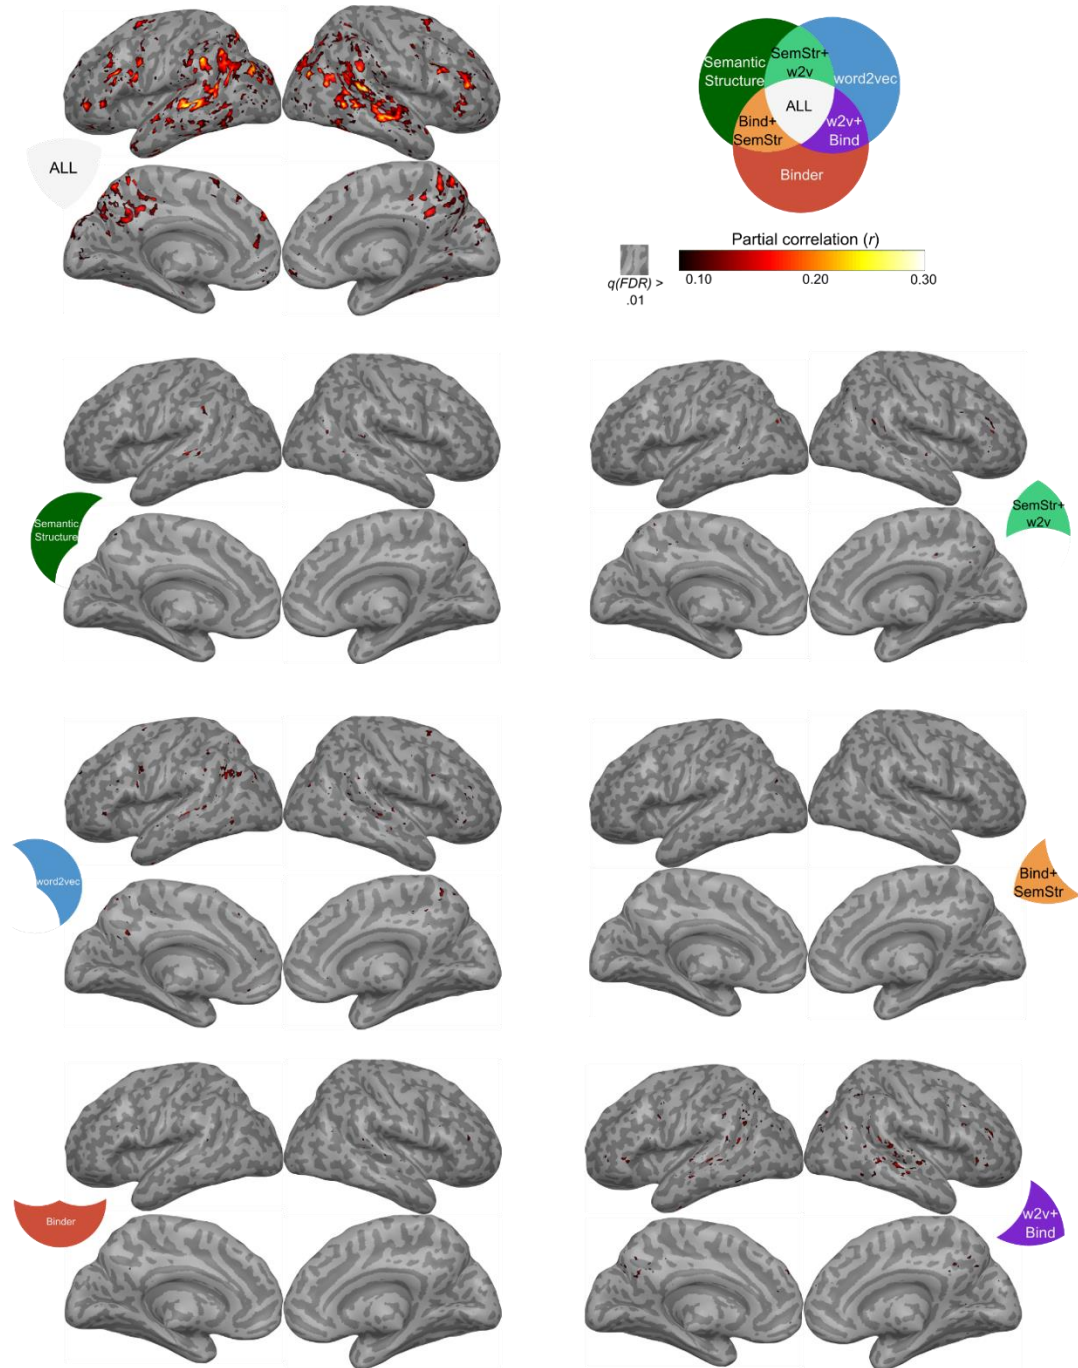 Semantic
Structure
SemStr+
w2v
word2vec
ALL
Bind+
SemStr
w2v+
Bind
Binder
ALL
Partial correlation (r)
0.10 0.20 0.30
q(FDR) >
.01
Semantic
Structure
SemStr+
w2v
word2vec
Bind+
SemStr
Binder
w2v+
Bind